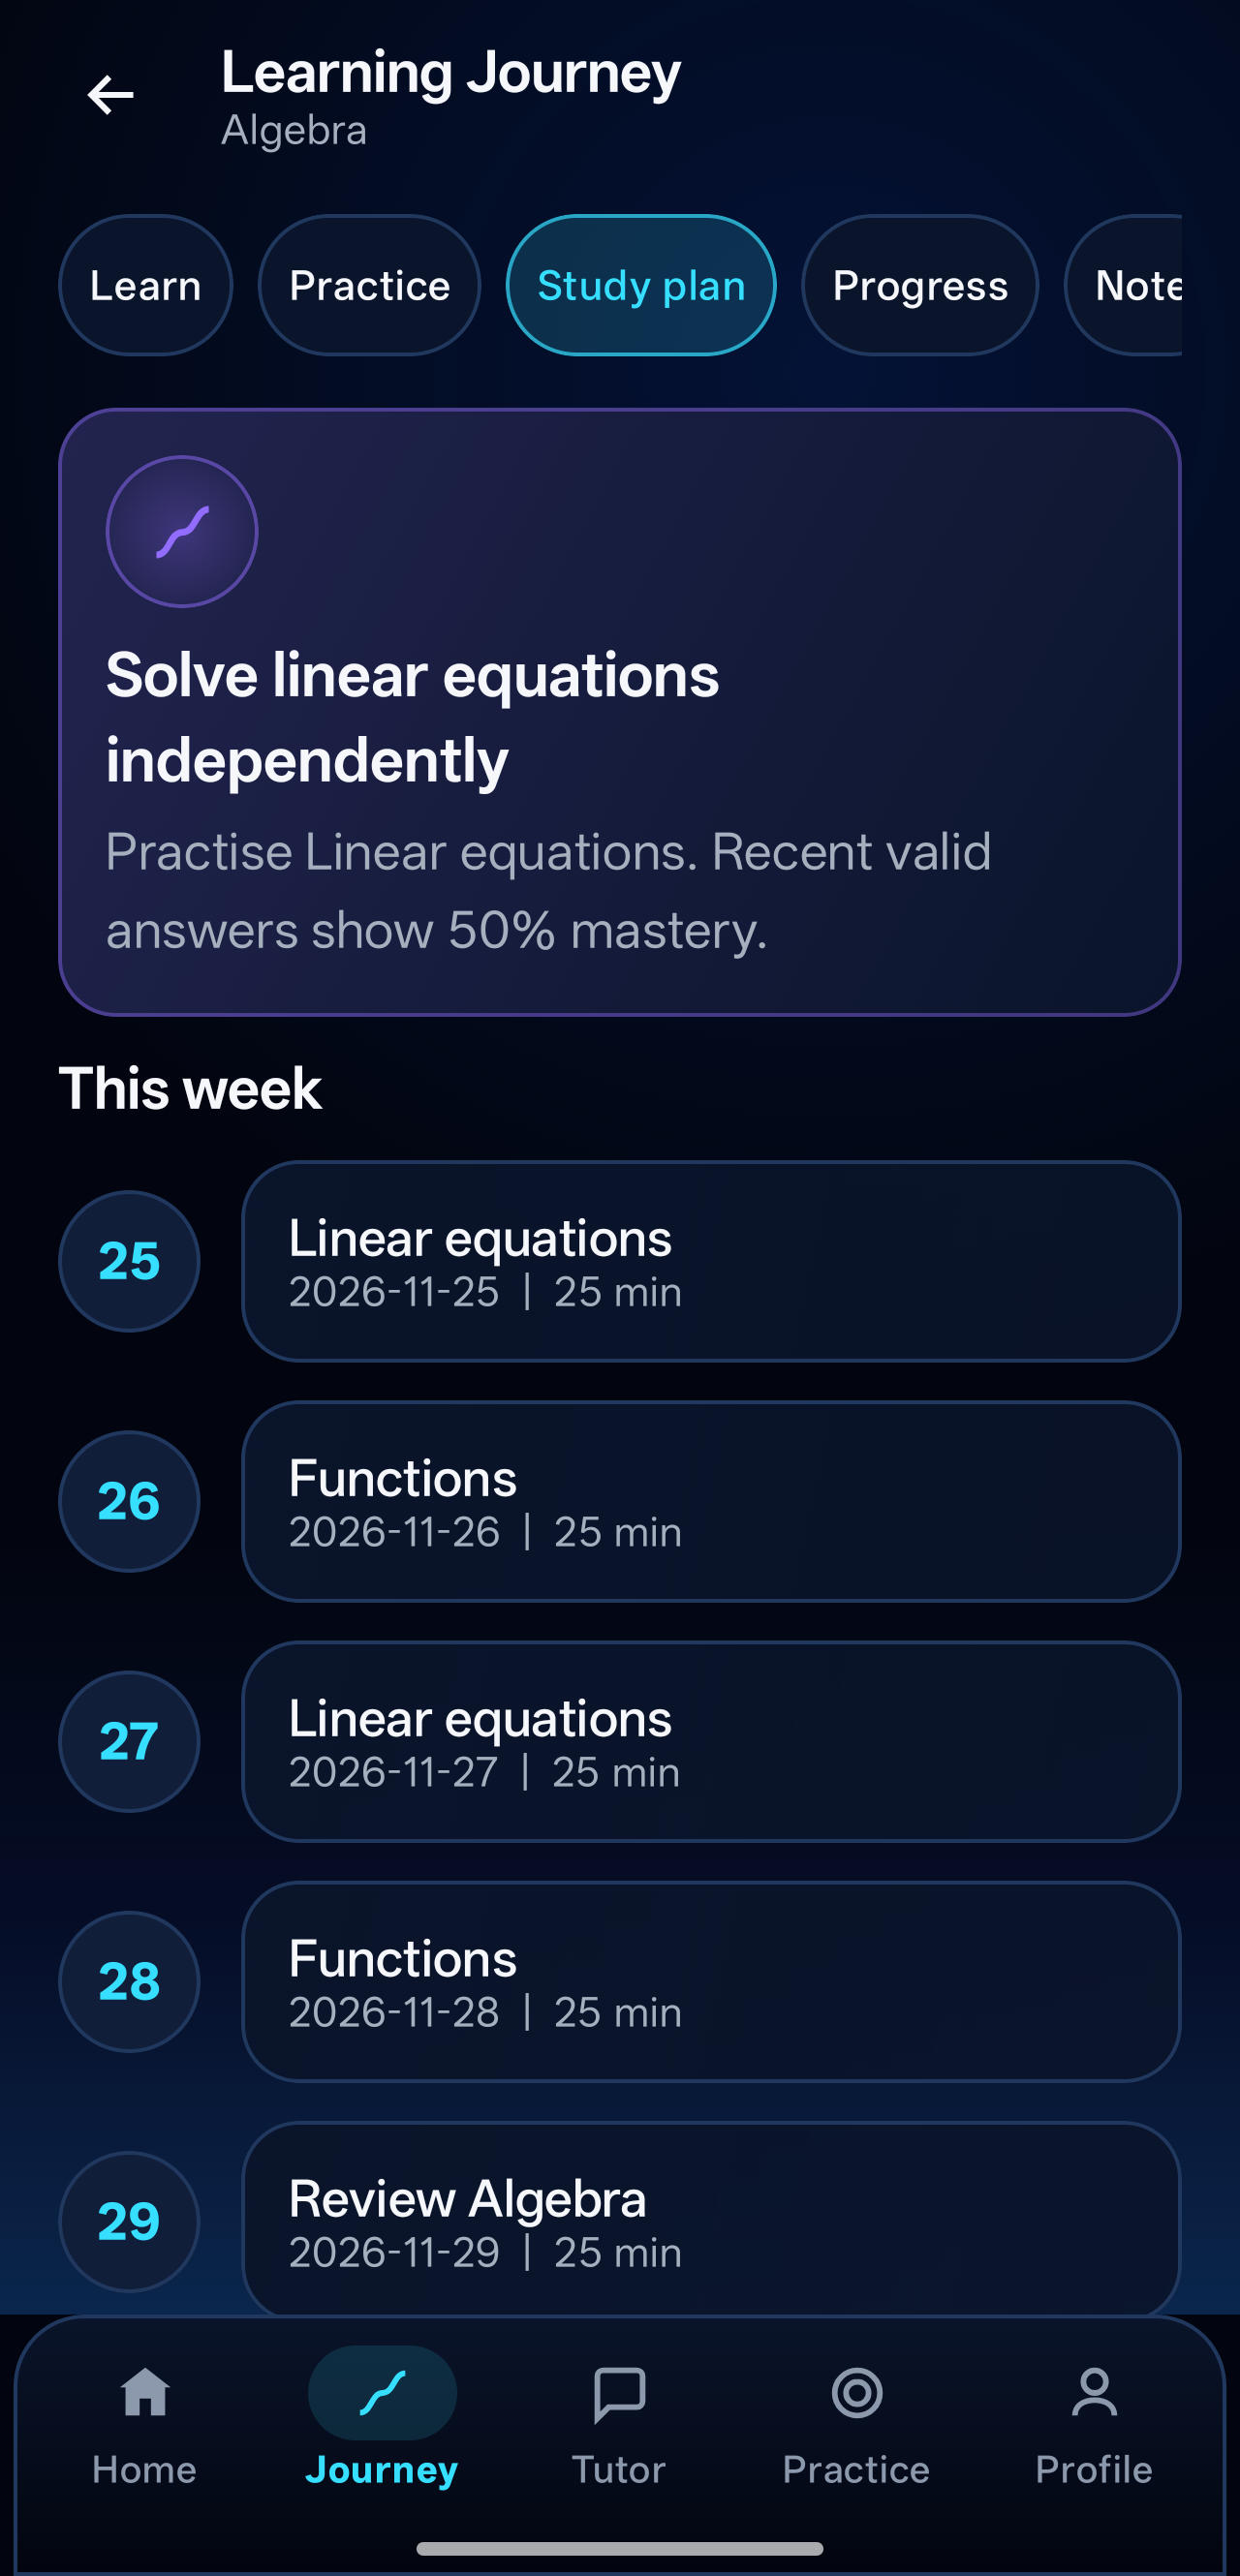 Learning Journey
Algebra
Learn Practice Study plan Progress Note
Solve linear equations
independently
Practise Linear equations. Recent valid
answers show 50% mastery.
This week
25
Linear equations
2026-11-25 | 25 min
26
Functions
2026-11-26 | 25 min
27
Linear equations
2026-11-27 | 25 min
28
Functions
2026-11-28 | 25 min
29
Review Algebra
2026-11-29 | 25 min
Home Journey Tutor Practice Profile